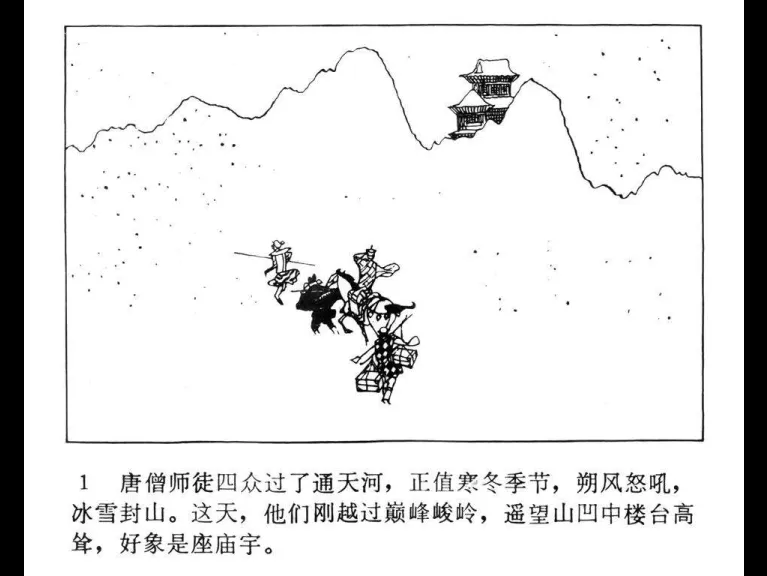 1 唐僧师徒四众过了通天河，正值寒冬季节，朔风怒吼，
冰雪封山。这天，他们刚越过巅峰峻岭，遥望山凹中楼台高
耸，好象是座庙宇。